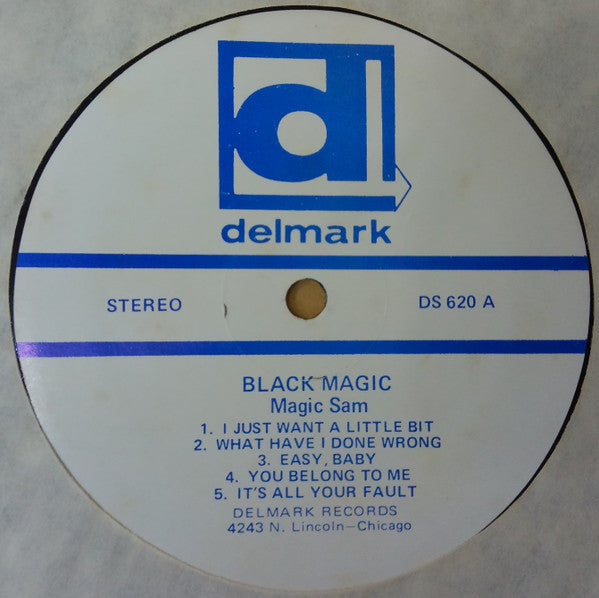 d
delmark
STEREO
DS 620 A
BLACK MAGIC
Magic Sam
1. I JUST WANT A LITTLE BIT
2. WHAT HAVE I DONE WRONG
3. EASY, BABY
4. YOU BELONG TO ME
5. IT'S ALL YOUR FAULT
DELMARK RECORDS
4243 N. Lincoln—Chicago